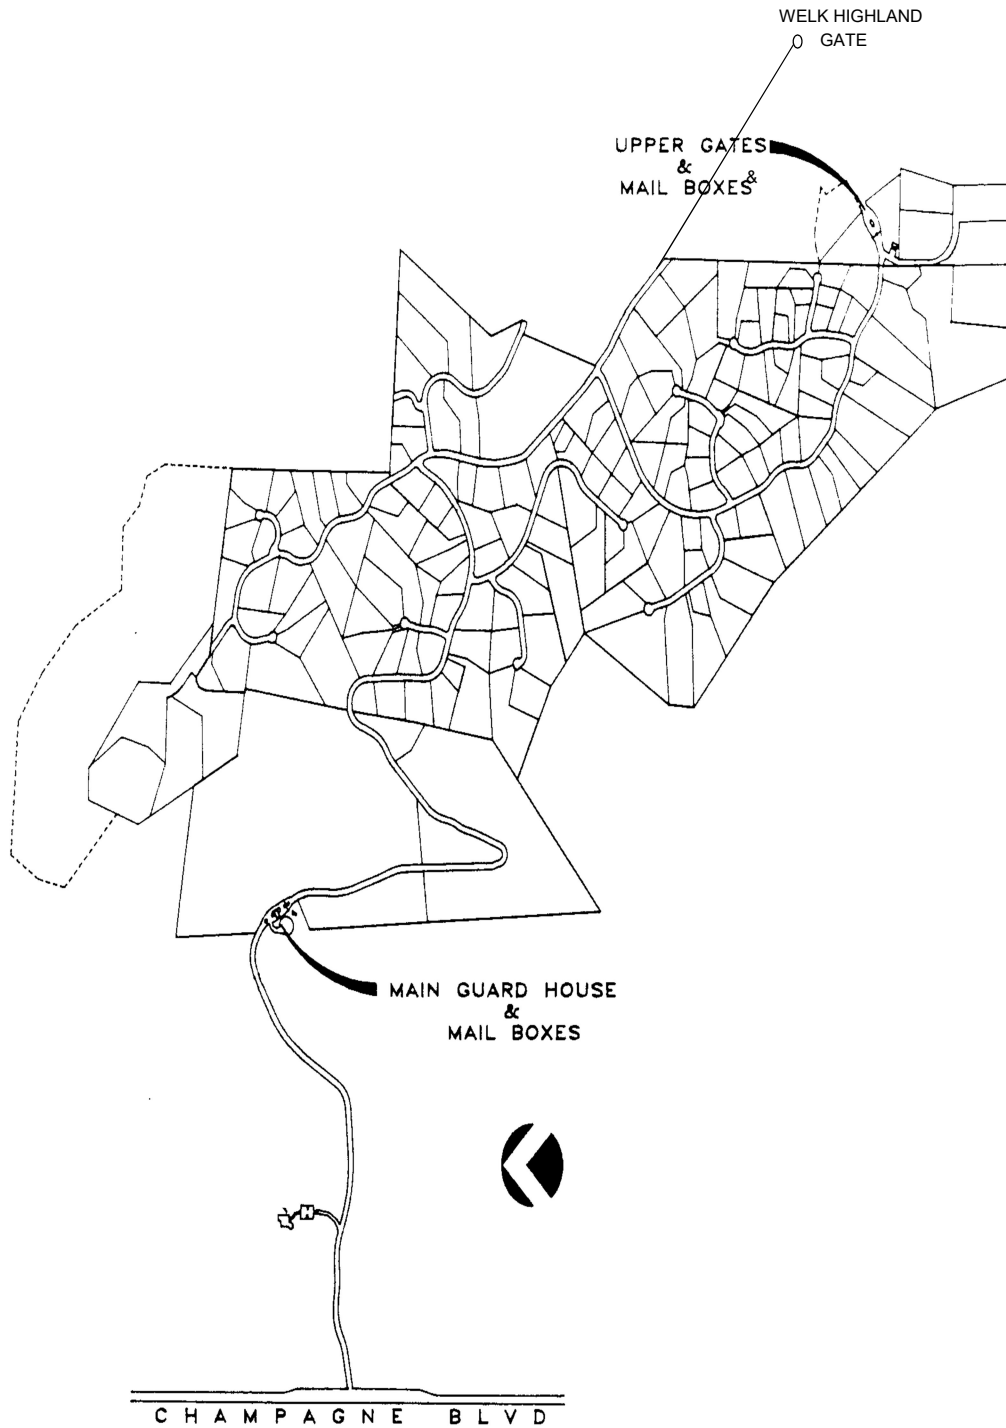 WELK HIGHLAND
GATE
UPPER GATES
&
MAIL BOXES &
MAIN GUARD HOUSE
&
MAIL BOXES
CHAMPAGNE BLVD